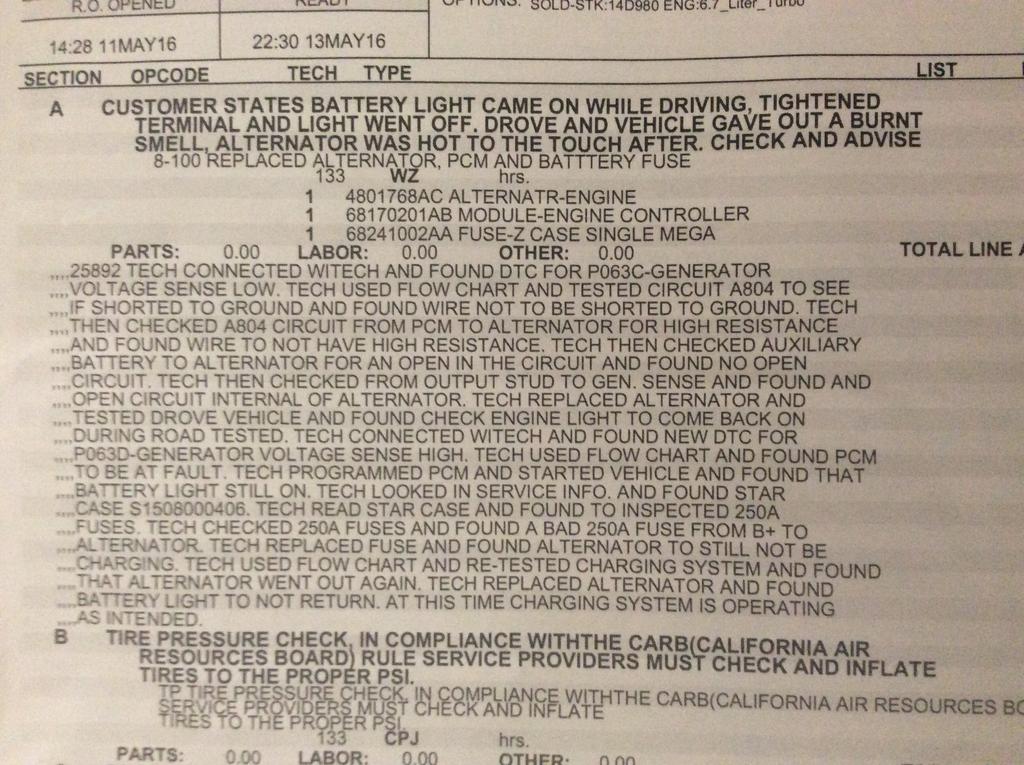 R.O. OPENED READY OPTIONS: SOLD-STK:14D980 ENG:6.7_Liter_Turbo
14:28 11MAY16 22:30 13MAY16
SECTION OPCODE TECH TYPE LIST
A CUSTOMER STATES BATTERY LIGHT CAME ON WHILE DRIVING, TIGHTENED
TERMINAL AND LIGHT WENT OFF. DROVE AND VEHICLE GAVE OUT A BURNT
SMELL, ALTERNATOR WAS HOT TO THE TOUCH AFTER. CHECK AND ADVISE
8-100 REPLACED ALTERNATOR, PCM AND BATTTERY FUSE
133 WZ hrs.
1 4801768AC ALTERNATR-ENGINE
1 68170201AB MODULE-ENGINE CONTROLLER
1 68241002AA FUSE-Z CASE SINGLE MEGA
PARTS: 0.00 LABOR: 0.00 OTHER: 0.00 TOTAL LINE A
,,,,25892 TECH CONNECTED WITECH AND FOUND DTC FOR P063C-GENERATOR
,,,,VOLTAGE SENSE LOW. TECH USED FLOW CHART AND TESTED CIRCUIT A804 TO SEE
,,,,IF SHORTED TO GROUND AND FOUND WIRE NOT TO BE SHORTED TO GROUND. TECH
,,,,THEN CHECKED A804 CIRCUIT FROM PCM TO ALTERNATOR FOR HIGH RESISTANCE
,,,,AND FOUND WIRE TO NOT HAVE HIGH RESISTANCE. TECH THEN CHECKED AUXILIARY
,,,,BATTERY TO ALTERNATOR FOR AN OPEN IN THE CIRCUIT AND FOUND NO OPEN
,,,,CIRCUIT. TECH THEN CHECKED FROM OUTPUT STUD TO GEN. SENSE AND FOUND AND
,,,,OPEN CIRCUIT INTERNAL OF ALTERNATOR. TECH REPLACED ALTERNATOR AND
,,,,TESTED DROVE VEHICLE AND FOUND CHECK ENGINE LIGHT TO COME BACK ON
,,,,DURING ROAD TESTED. TECH CONNECTED WITECH AND FOUND NEW DTC FOR
,,,,P063D-GENERATOR VOLTAGE SENSE HIGH. TECH USED FLOW CHART AND FOUND PCM
,,,,TO BE AT FAULT. TECH PROGRAMMED PCM AND STARTED VEHICLE AND FOUND THAT
,,,,BATTERY LIGHT STILL ON. TECH LOOKED IN SERVICE INFO. AND FOUND STAR
,,,,CASE S1508000406. TECH READ STAR CASE AND FOUND TO INSPECTED 250A
,,,,FUSES. TECH CHECKED 250A FUSES AND FOUND A BAD 250A FUSE FROM B+ TO
,,,,ALTERNATOR. TECH REPLACED FUSE AND FOUND ALTERNATOR TO STILL NOT BE
,,,,CHARGING. TECH USED FLOW CHART AND RE-TESTED CHARGING SYSTEM AND FOUND
,,,,THAT ALTERNATOR WENT OUT AGAIN. TECH REPLACED ALTERNATOR AND FOUND
,,,,BATTERY LIGHT TO NOT RETURN. AT THIS TIME CHARGING SYSTEM IS OPERATING
,,,,AS INTENDED.
B TIRE PRESSURE CHECK, IN COMPLIANCE WITHTHE CARB(CALIFORNIA AIR
RESOURCES BOARD) RULE SERVICE PROVIDERS MUST CHECK AND INFLATE
TIRES TO THE PROPER PSI.
TP TIRE PRESSURE CHECK, IN COMPLIANCE WITHTHE CARB(CALIFORNIA AIR RESOURCES
SERVICE PROVIDERS MUST CHECK AND INFLATE
TIRES TO THE PROPER PSI.
133 CPJ hrs.
PARTS: 0.00 LABOR: 0.00 OTHER: 0.00